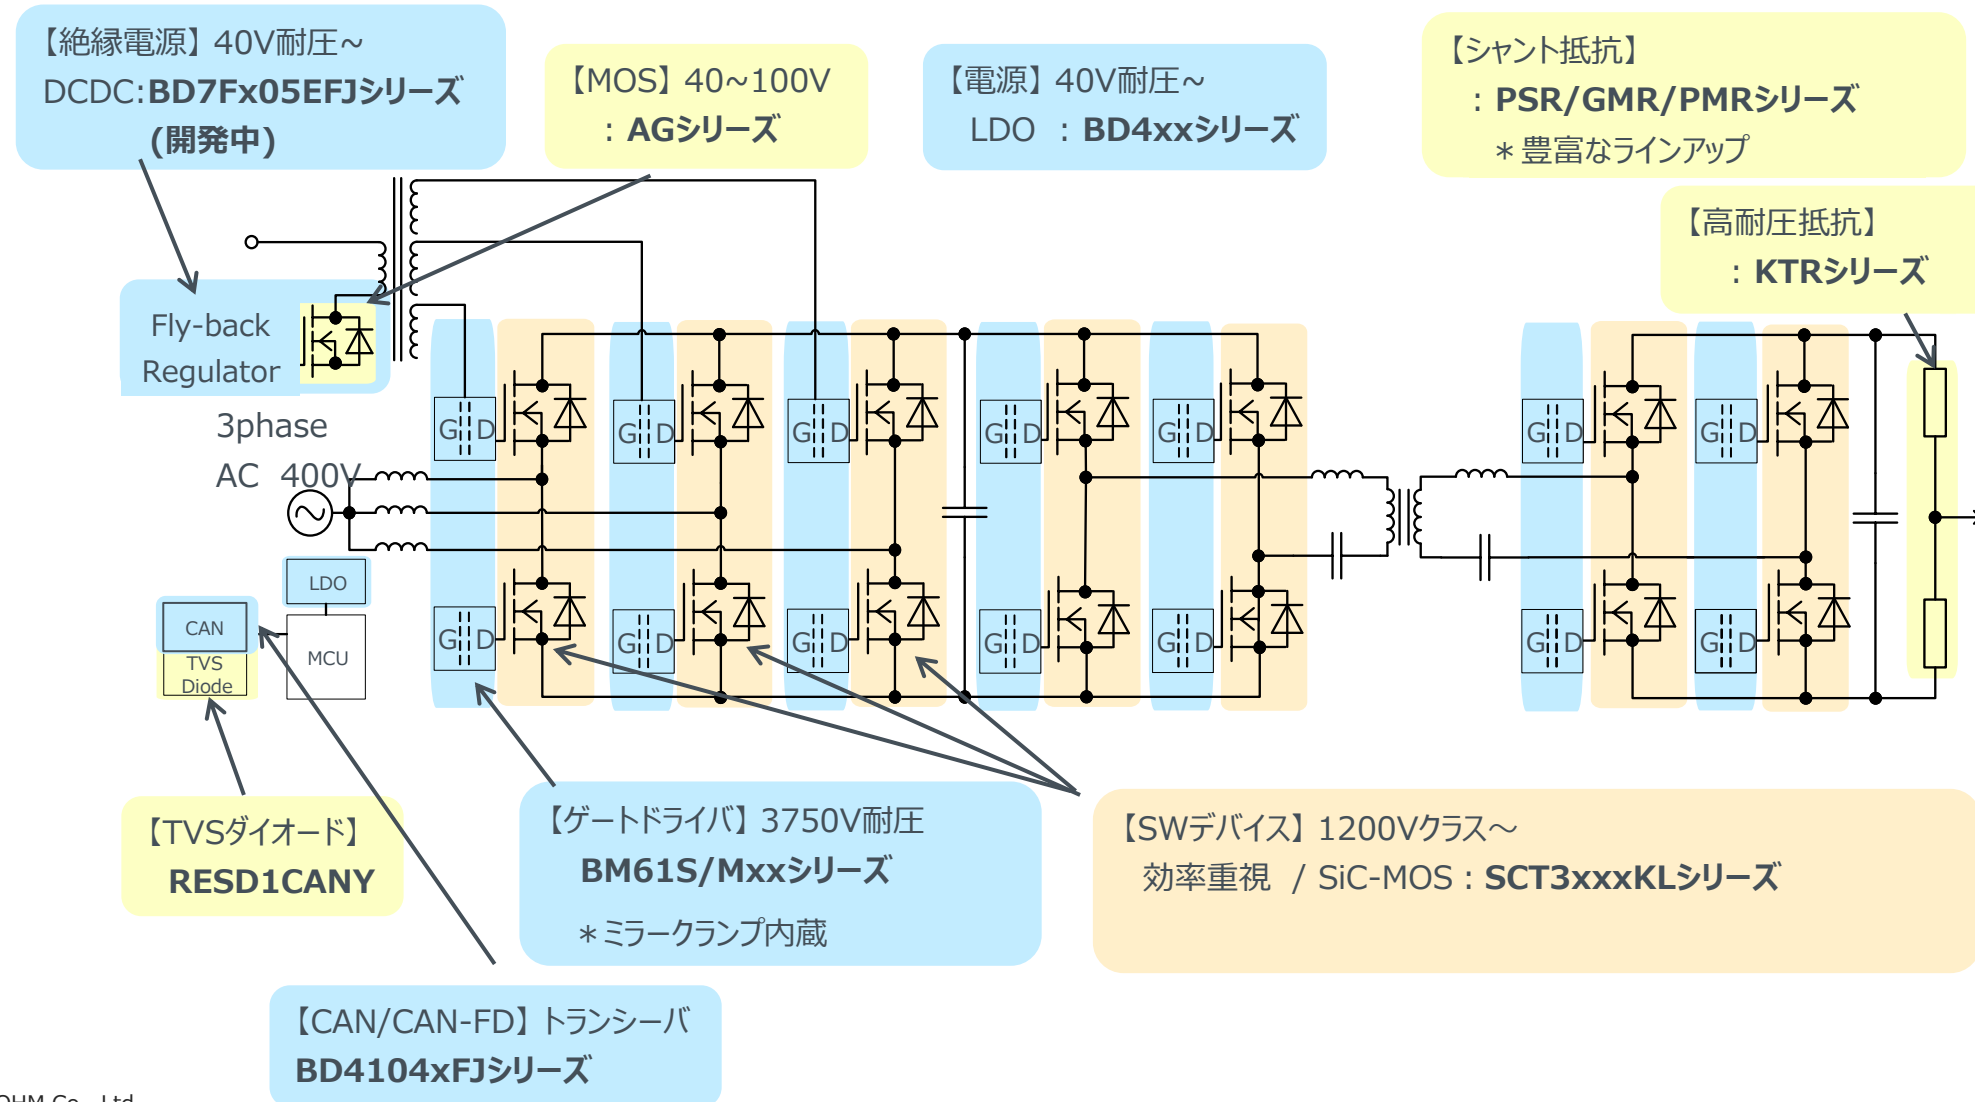 【絶縁電源】40V耐圧~
DCDC:BD7Fx05EFJシリーズ
(開発中)
【MOS】40~100V
: AGシリーズ
【電源】40V耐圧~
LDO : BD4xxシリーズ
【シャント抵抗】
: PSR/GMR/PMRシリーズ
＊豊富なラインアップ
【高耐圧抵抗】
: KTRシリーズ
Fly-back
Regulator
3phase
AC 400V
G D
G D
G D
G D
G D
G D
G D
LDO
CAN
MCU
TVS
Diode
G D
G D
G D
G D
G D
G D
G D
【TVSダイオード】
RESD1CANY
【ゲートドライバ】3750V耐圧
BM61S/Mxxシリーズ
＊ミラークランプ内蔵
【SWデバイス】1200Vクラス～
効率重視 / SiC-MOS : SCT3xxxKLシリーズ
【CAN/CAN-FD】トランシーバ
BD4104xFJシリーズ
OHM Co., Ltd.